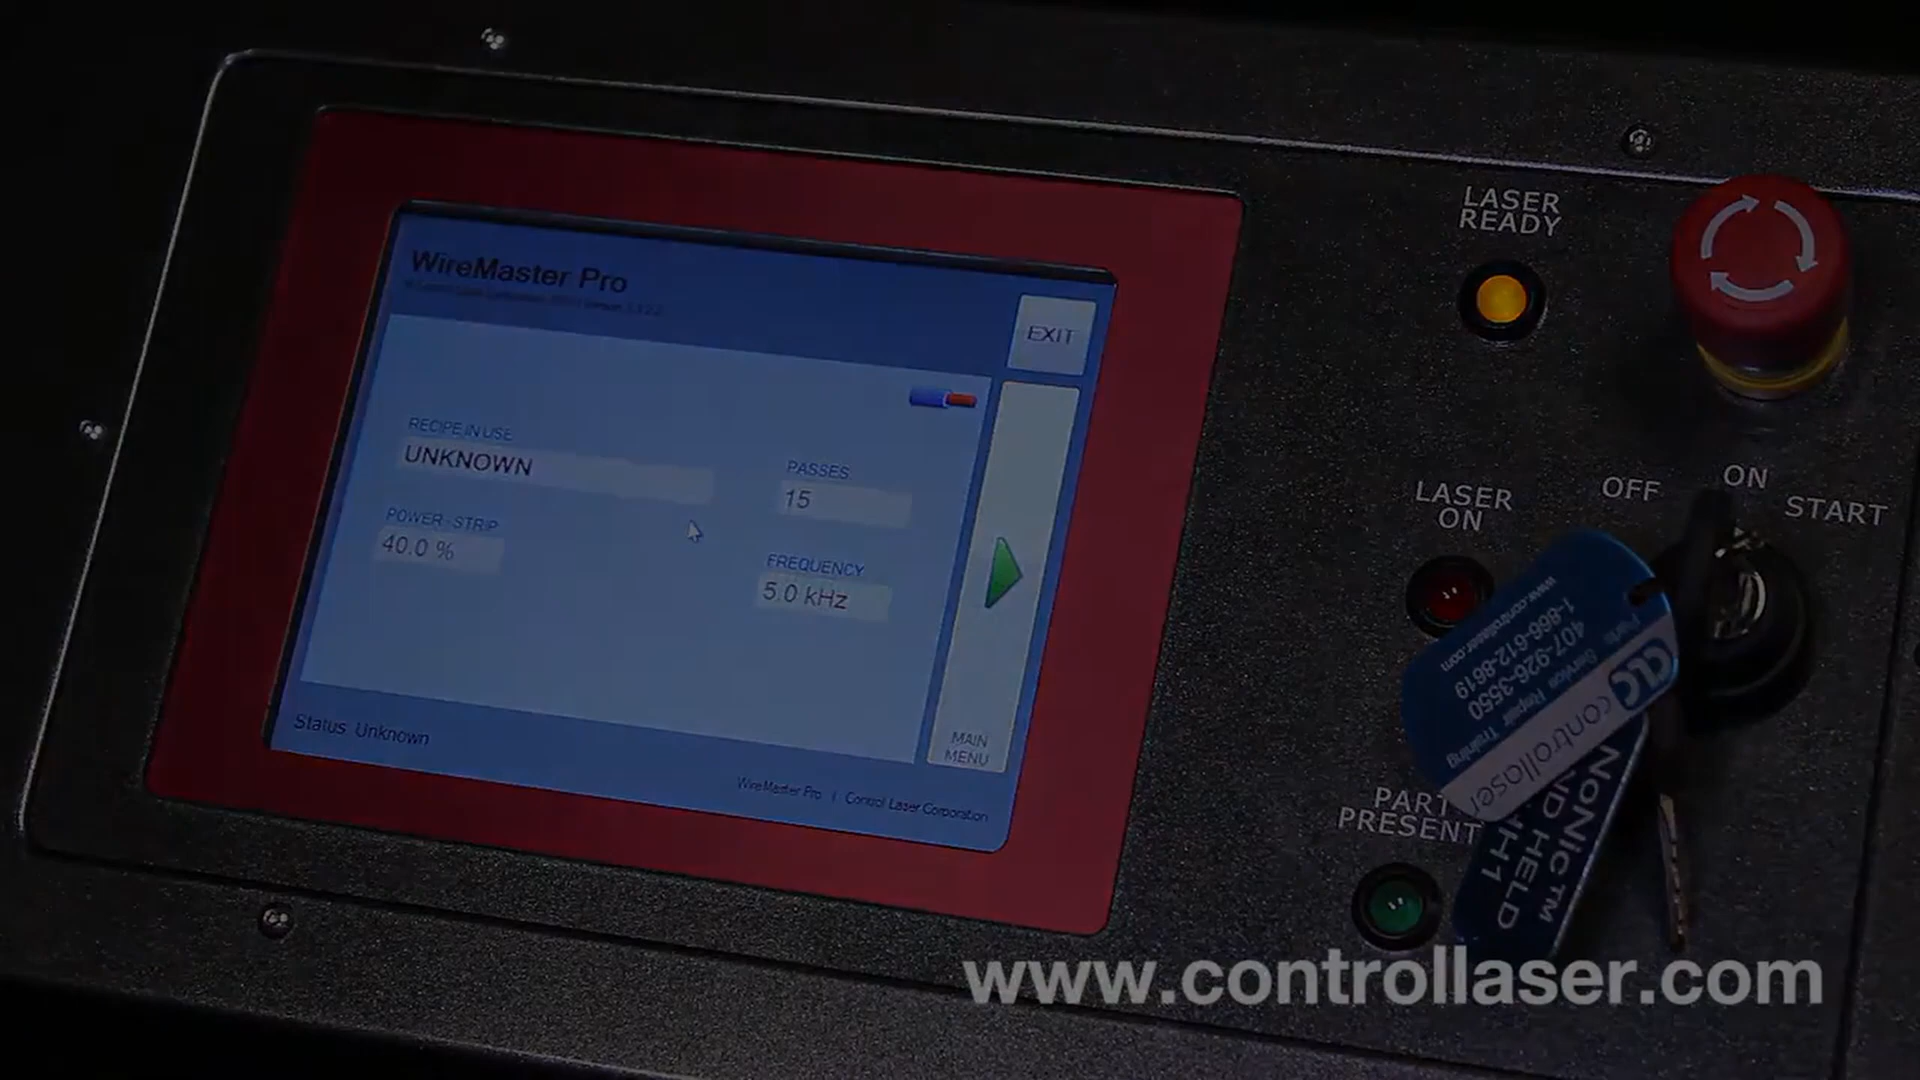 WireMaster Pro
EXIT
RECIPE IN USE
UNKNOWN
PASSES
15
POWER - STRIP
40.0 %
FREQUENCY
5.0 kHz
Status Unknown
MAIN
MENU
WireMaster Pro | Control Laser Corporation
LASER
READY
LASER
ON
OFF
ON
START
PART
PRESENT
CLC controllaser
Parts Service Repair Training
407-926-3550
1-866-612-8619
www.controllaser.com
HAND HELD
HH1
www.controllaser.com